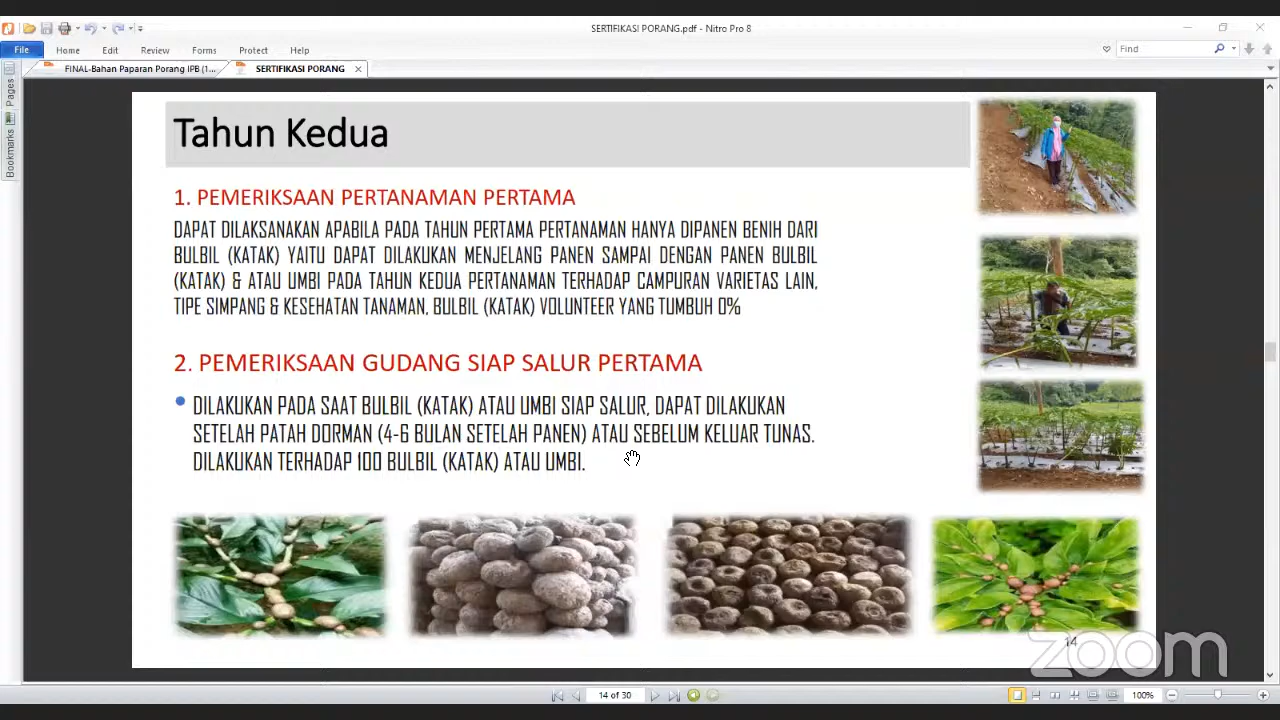 SERTIFIKASI PORANG.pdf - Nitro Pro 8
File Home Edit Review Forms Protect Help
Find
FINAL-Bahan Paparan Porang IPB (1...
SERTIFIKASI PORANG
Pages
Bookmarks
Tahun Kedua
1. PEMERIKSAAN PERTANAMAN PERTAMA
DAPAT DILAKSANAKAN APABILA PADA TAHUN PERTAMA PERTANAMAN HANYA DIPANEN BENIH DARI
BULBIL (KATAK) YAITU DAPAT DILAKUKAN MENJELANG PANEN SAMPAI DENGAN PANEN BULBIL
(KATAK) & ATAU UMBI PADA TAHUN KEDUA PERTANAMAN TERHADAP CAMPURAN VARIETAS LAIN,
TIPE SIMPANG & KESEHATAN TANAMAN, BULBIL (KATAK) VOLUNTEER YANG TUMBUH 0%
2. PEMERIKSAAN GUDANG SIAP SALUR PERTAMA
• DILAKUKAN PADA SAAT BULBIL (KATAK) ATAU UMBI SIAP SALUR, DAPAT DILAKUKAN
SETELAH PATAH DORMAN (4-6 BULAN SETELAH PANEN) ATAU SEBELUM KELUAR TUNAS.
DILAKUKAN TERHADAP 100 BULBIL (KATAK) ATAU UMBI.
14
zoom
14 of 30
100%